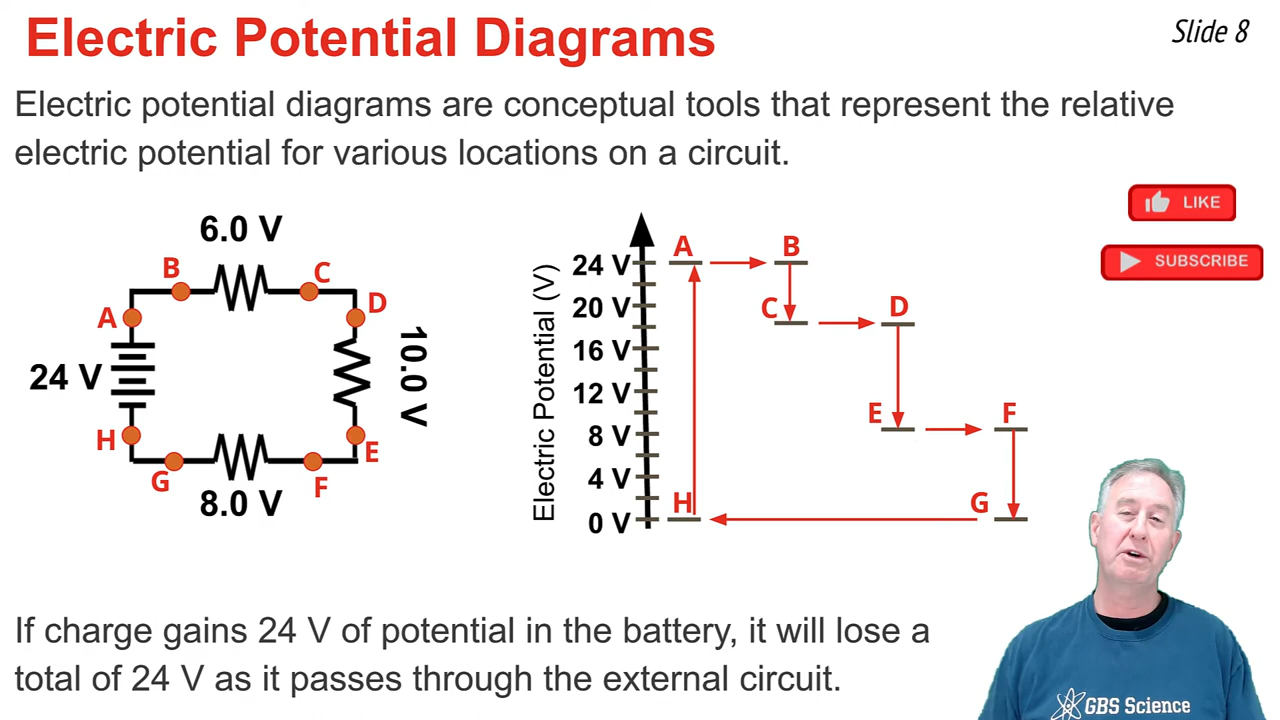 Electric Potential Diagrams
Slide 8
Electric potential diagrams are conceptual tools that represent the relative
electric potential for various locations on a circuit.
LIKE
SUBSCRIBE
6.0 V
B
C
A
D
24 V
10.0 V
H
E
G
F
8.0 V
Electric Potential (V)
24 V
20 V
16 V
12 V
8 V
4 V
0 V
A
B
C
D
E
F
H
G
If charge gains 24 V of potential in the battery, it will lose a
total of 24 V as it passes through the external circuit.
GBS Science